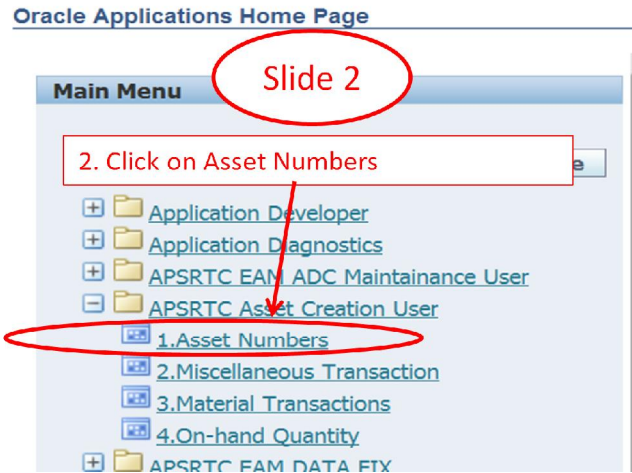 Oracle Applications Home Page
Slide 2
Main Menu
2. Click on Asset Numbers
e
Application Developer
Application Diagnostics
APSRTC EAM ADC Maintainance User
APSRTC Asset Creation User
1.Asset Numbers
2.Miscellaneous Transaction
3.Material Transactions
4.On-hand Quantity
APSRTC EAM DATA FIX